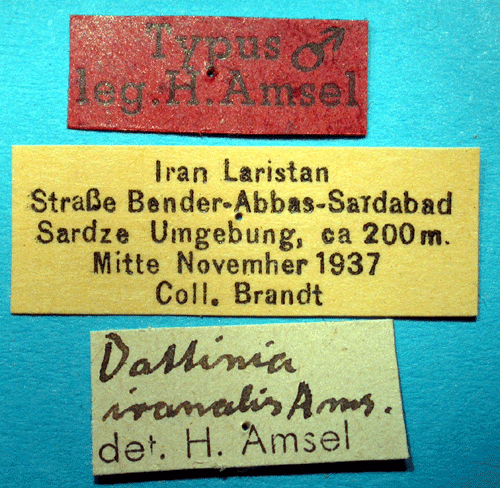 Typus ♂
leg. H. Amsel
Iran Laristan
Straße Bender-Abbas-Sardabad
Sardze Umgebung, ca 200 m.
Mitte Novemher 1937
Coll. Brandt
Dattinia
iranalis Ams.
det. H. Amsel